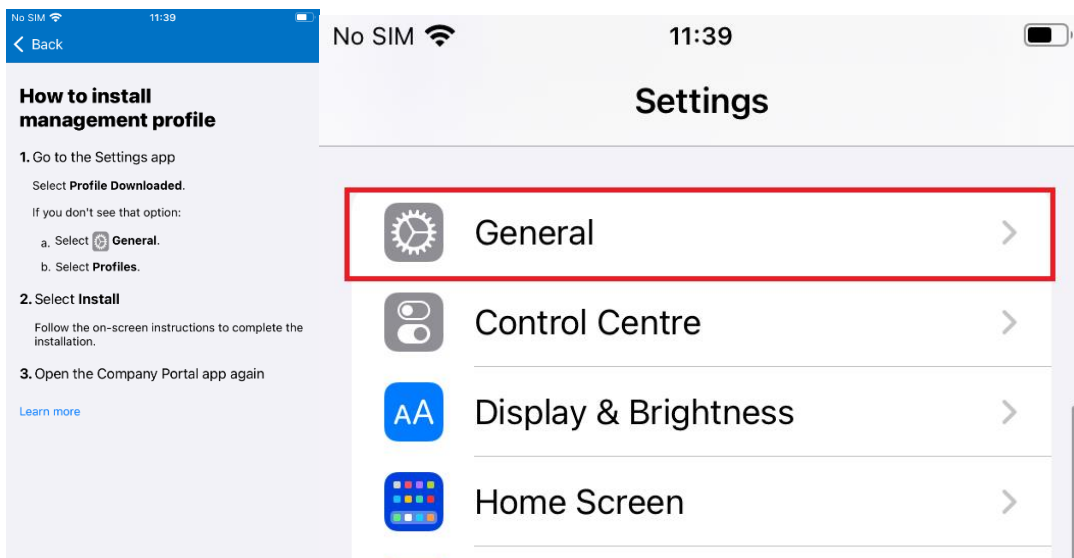 No SIM 11:39
Back
How to install
management profile
1. Go to the Settings app
Select Profile Downloaded.
If you don't see that option:
a. Select General.
b. Select Profiles.
2. Select Install
Follow the on-screen instructions to complete the
installation.
3. Open the Company Portal app again
Learn more
No SIM 11:39
Settings
General
Control Centre
AA Display & Brightness
Home Screen